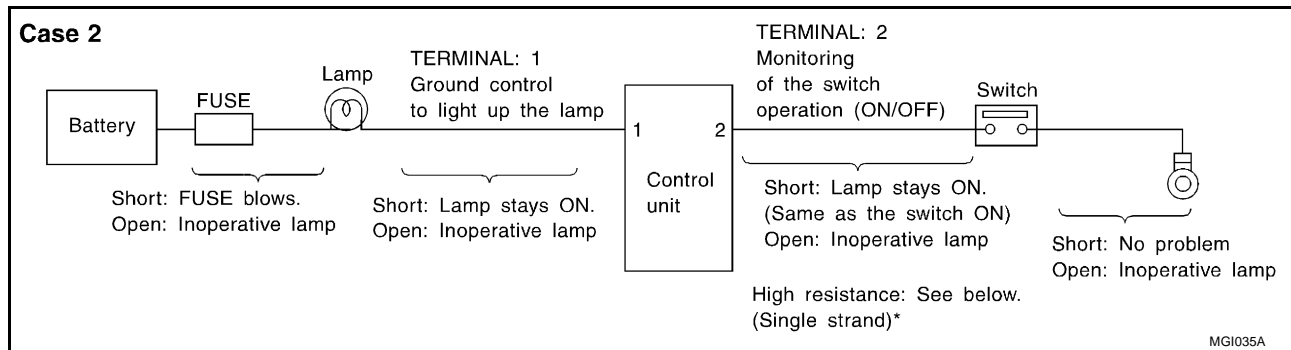 Case 2
Battery
FUSE
Lamp
TERMINAL: 1
Ground control
to light up the lamp
1
2
Control
unit
TERMINAL: 2
Monitoring
of the switch
operation (ON/OFF)
Switch
Short: FUSE blows.
Open: Inoperative lamp
Short: Lamp stays ON.
Open: Inoperative lamp
Short: Lamp stays ON.
(Same as the switch ON)
Open: Inoperative lamp
High resistance: See below.
(Single strand)*
Short: No problem
Open: Inoperative lamp
MGI035A